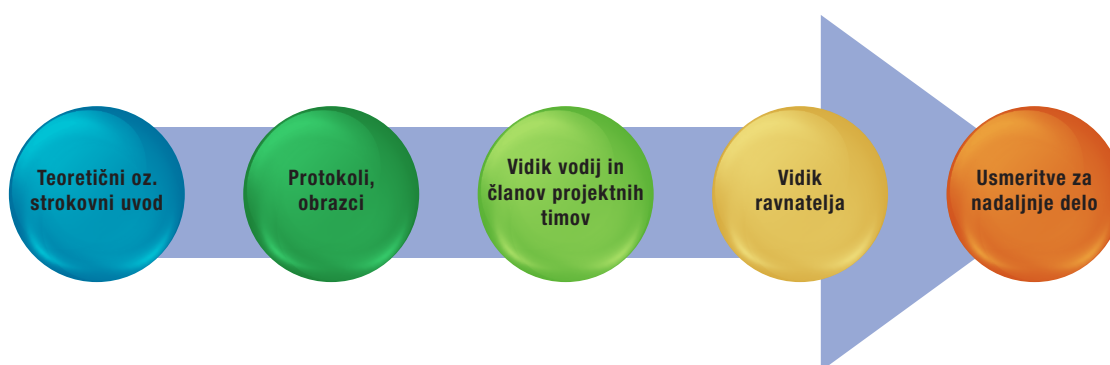 Teoretični oz.
strokovni uvod
Protokoli,
obrazci
Vidik vodij in
članov projektnih
timov
Vidik
ravnatelja
Usmeritve za
nadaljnje delo